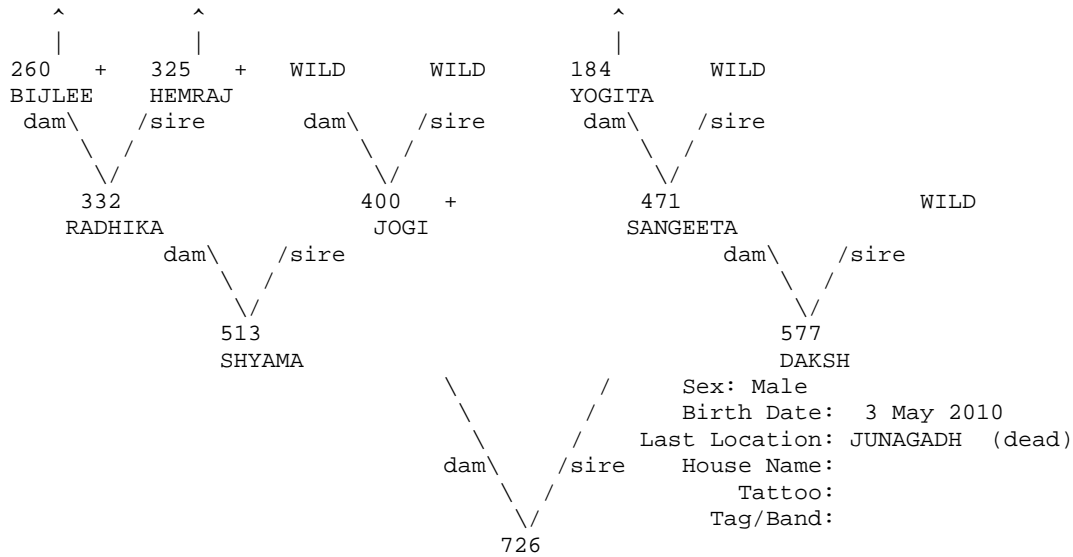 ^ ^ ^
| | |
260 + 325 + WILD WILD 184 WILD
BIJLEE HEMRAJ YOGITA
dam\ /sire dam\ /sire dam\ /sire
\ / \ / \ /
\/ \/ \/
332 400 + 471 WILD
RADHIKA JOGI SANGEETA
dam\ /sire dam\ /sire
\ / \ /
\/ \/
513 577
SHYAMA DAKSH
\ / Sex: Male
\ / Birth Date: 3 May 2010
\ / Last Location: JUNAGADH (dead)
dam\ /sire House Name:
\ / Tattoo:
\/ Tag/Band:
726